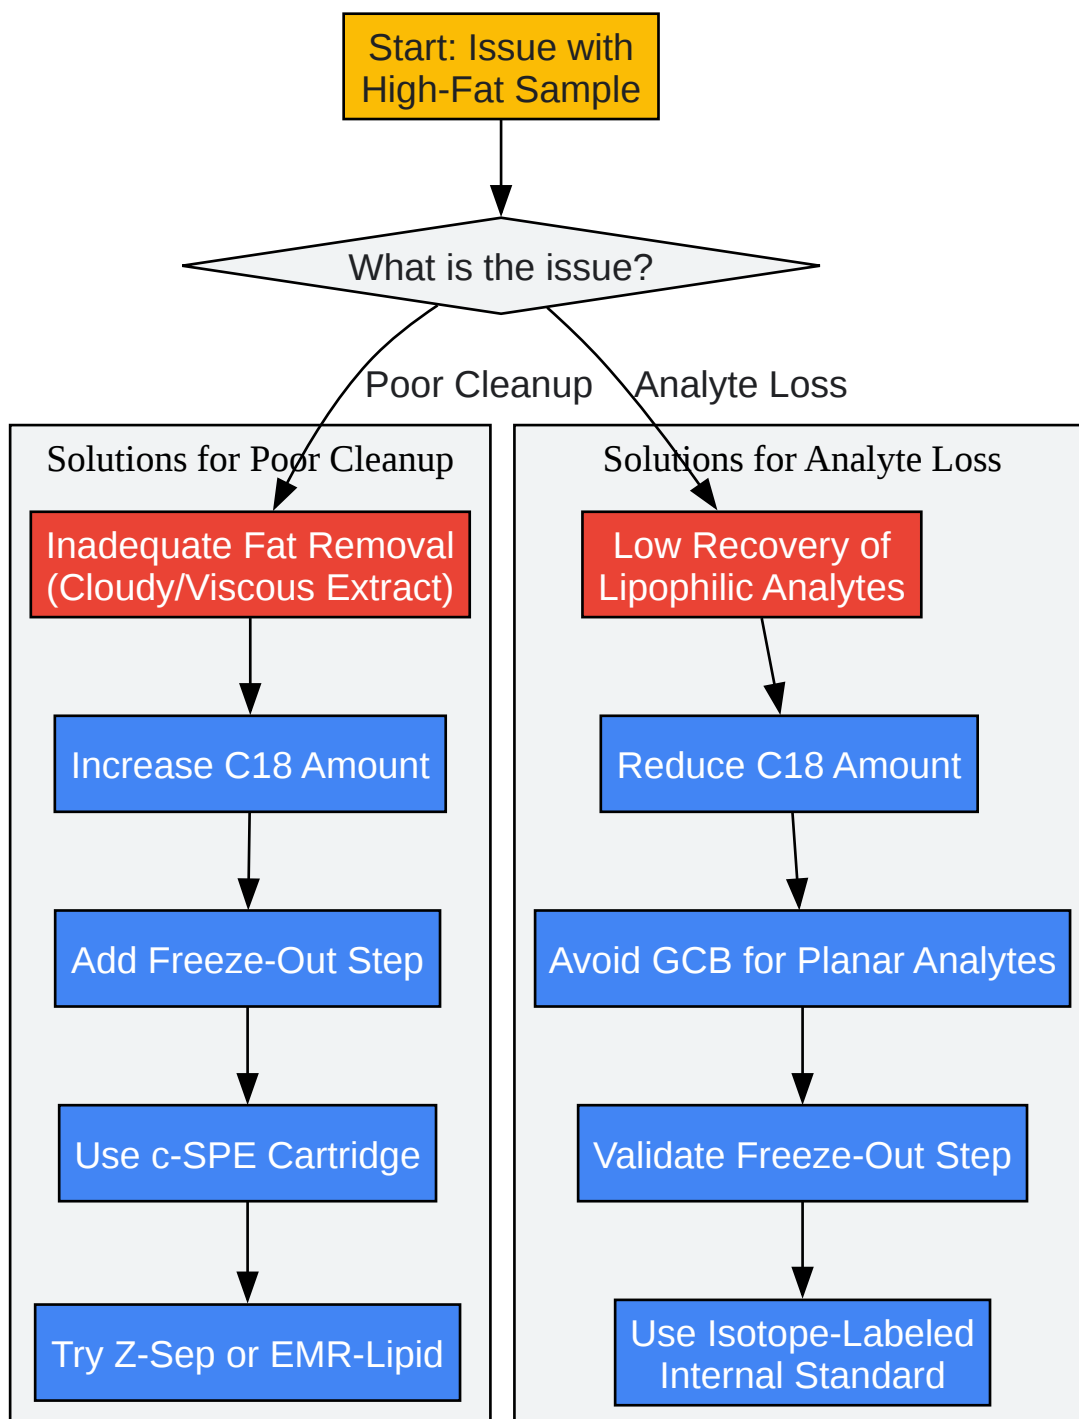 Start: Issue with
High-Fat Sample
What is the issue?
Poor Cleanup
Analyte Loss
Solutions for Poor Cleanup
Inadequate Fat Removal
(Cloudy/Viscous Extract)
Increase C18 Amount
Add Freeze-Out Step
Use c-SPE Cartridge
Try Z-Sep or EMR-Lipid
Solutions for Analyte Loss
Low Recovery of
Lipophilic Analytes
Reduce C18 Amount
Avoid GCB for Planar Analytes
Validate Freeze-Out Step
Use Isotope-Labeled
Internal Standard